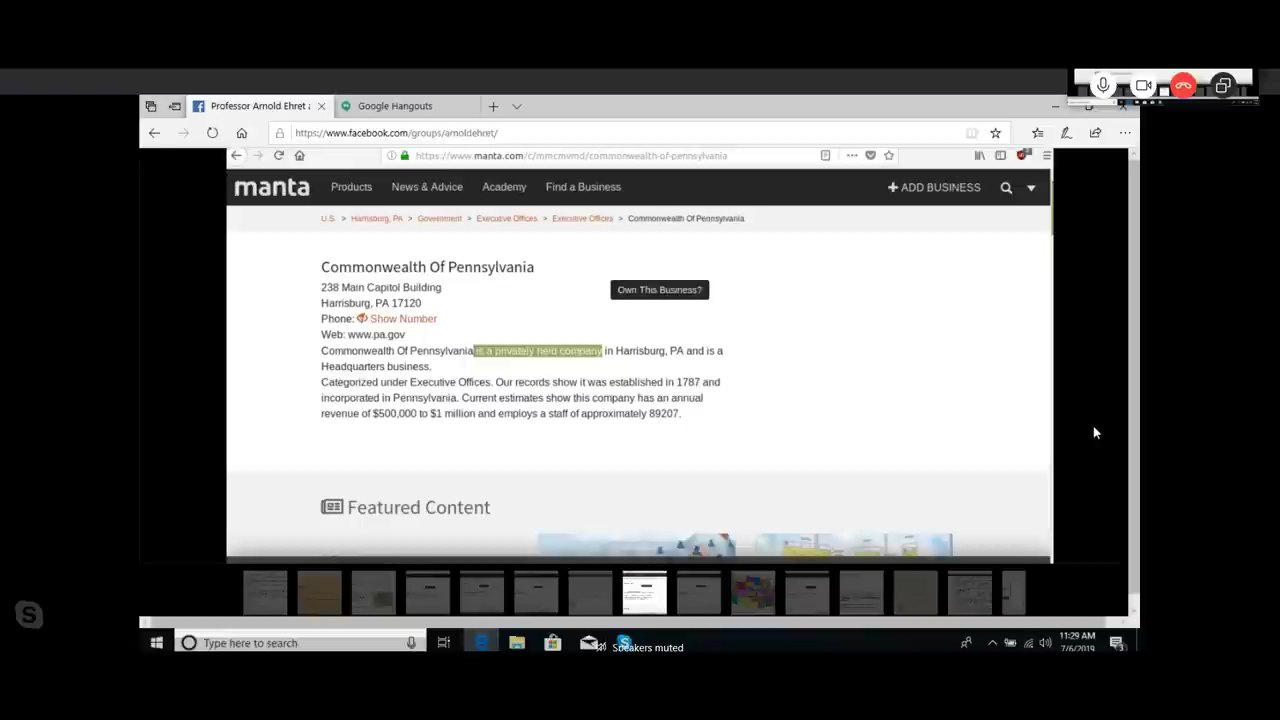 Professor Arnold Ehret a
Google Hangouts
https://www.facebook.com/groups/arnoldehret/
https://www.manta.com/c/mmcmvmd/commonwealth-of-pennsylvania
manta Products News & Advice Academy Find a Business ADD BUSINESS
U.S. > Harrisburg, PA > Government > Executive Offices > Executive Offices > Commonwealth Of Pennsylvania
Commonwealth Of Pennsylvania
238 Main Capitol Building
Own This Business?
Harrisburg, PA 17120
Phone: Show Number
Web: www.pa.gov
Commonwealth Of Pennsylvania is a privately held company in Harrisburg, PA and is a
Headquarters business.
Categorized under Executive Offices. Our records show it was established in 1787 and
incorporated in Pennsylvania. Current estimates show this company has an annual
revenue of $500,000 to $1 million and employs a staff of approximately 89207.
Featured Content
Type here to search
Speakers muted
11:29 AM
7/6/2019